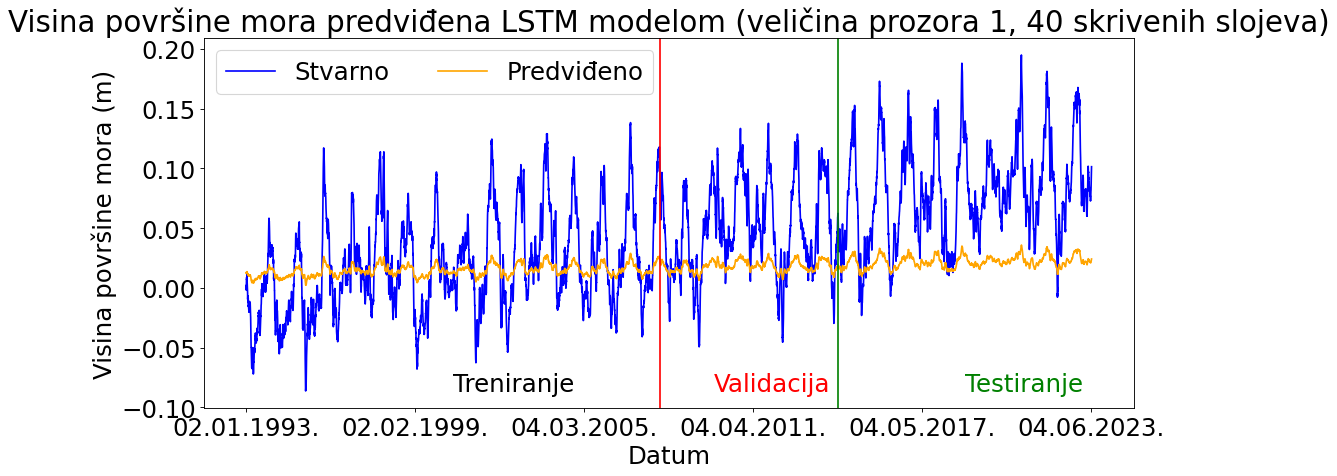 Visina površine mora predviđena LSTM modelom (veličina prozora 1, 40 skrivenih slojeva)
Stvarno
Predviđeno
Visina površine mora (m)
0.20
0.15
0.10
0.05
0.00
−0.05
−0.10
Treniranje
Validacija
Testiranje
02.01.1993.
02.02.1999.
04.03.2005.
04.04.2011.
04.05.2017.
04.06.2023.
Datum